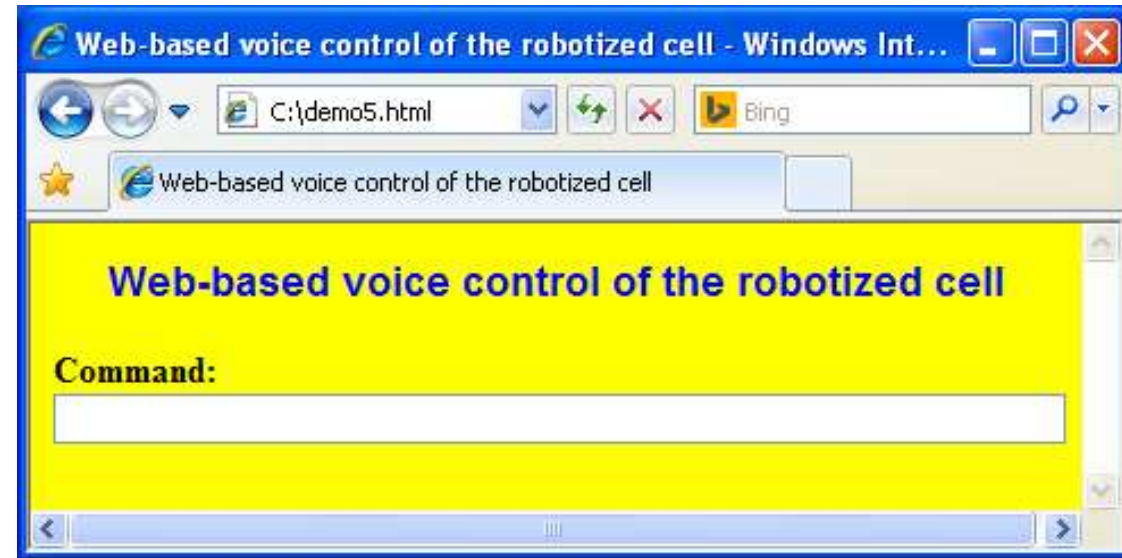 Web-based voice control of the robotized cell - Windows Int...
C:\demo5.html
Bing
Web-based voice control of the robotized cell
Web-based voice control of the robotized cell
Command: